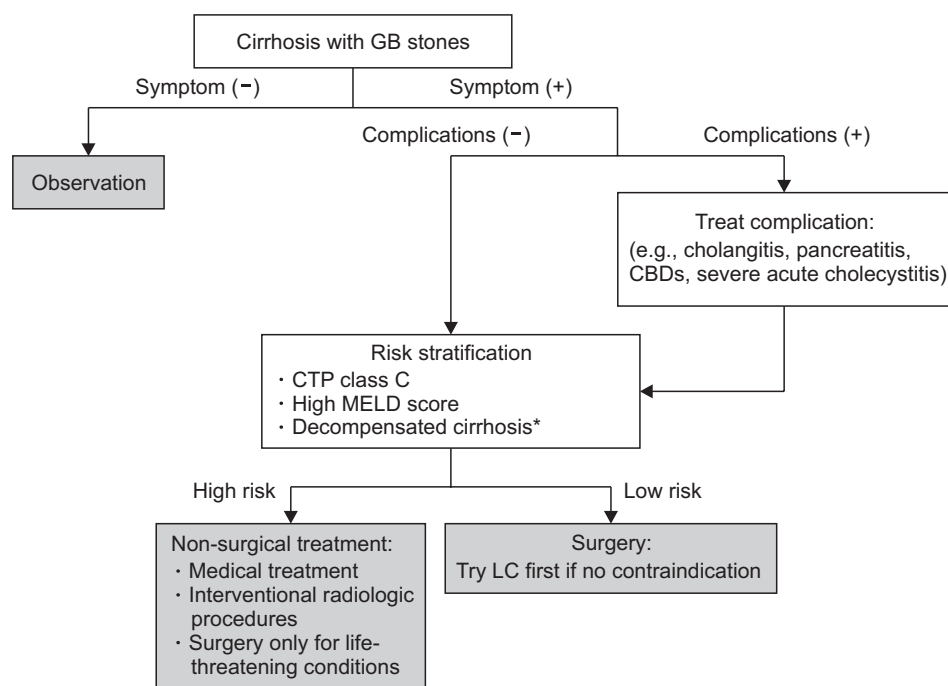 Cirrhosis with GB stones
Symptom (−)
Symptom (+)
Complications (−)
Complications (+)
Observation
Treat complication:
(e.g., cholangitis, pancreatitis,
CBDs, severe acute cholecystitis)
Risk stratification
· CTP class C
· High MELD score
· Decompensated cirrhosis*
High risk
Low risk
Non-surgical treatment:
· Medical treatment
· Interventional radiologic
procedures
· Surgery only for life-
threatening conditions
Surgery:
Try LC first if no contraindication